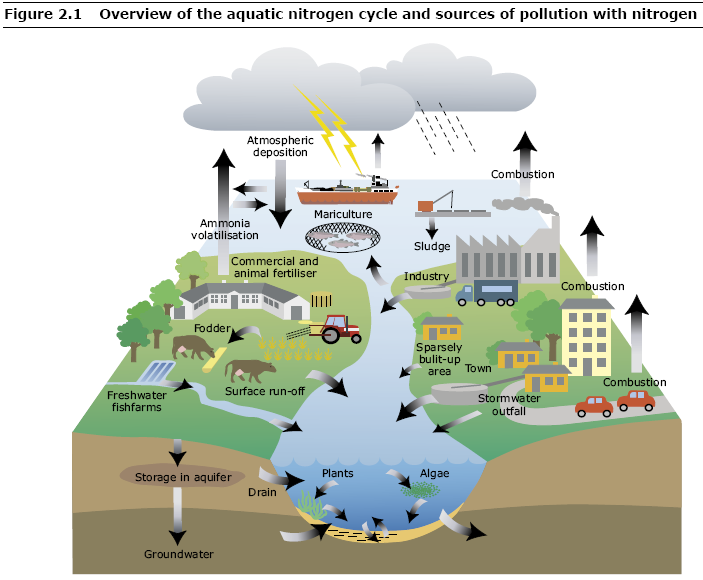 Figure 2.1 Overview of the aquatic nitrogen cycle and sources of pollution with nitrogen
Atmospheric
deposition
Combustion
Mariculture
Ammonia
volatilisation
Sludge
Commercial and
animal fertiliser
Industry
Combustion
Fodder
Sparsely
bulit-up
area
Town
Combustion
Freshwater
fishfarms
Surface run-off
Stormwater
outfall
Storage in aquifer
Drain
Plants
Algae
Groundwater